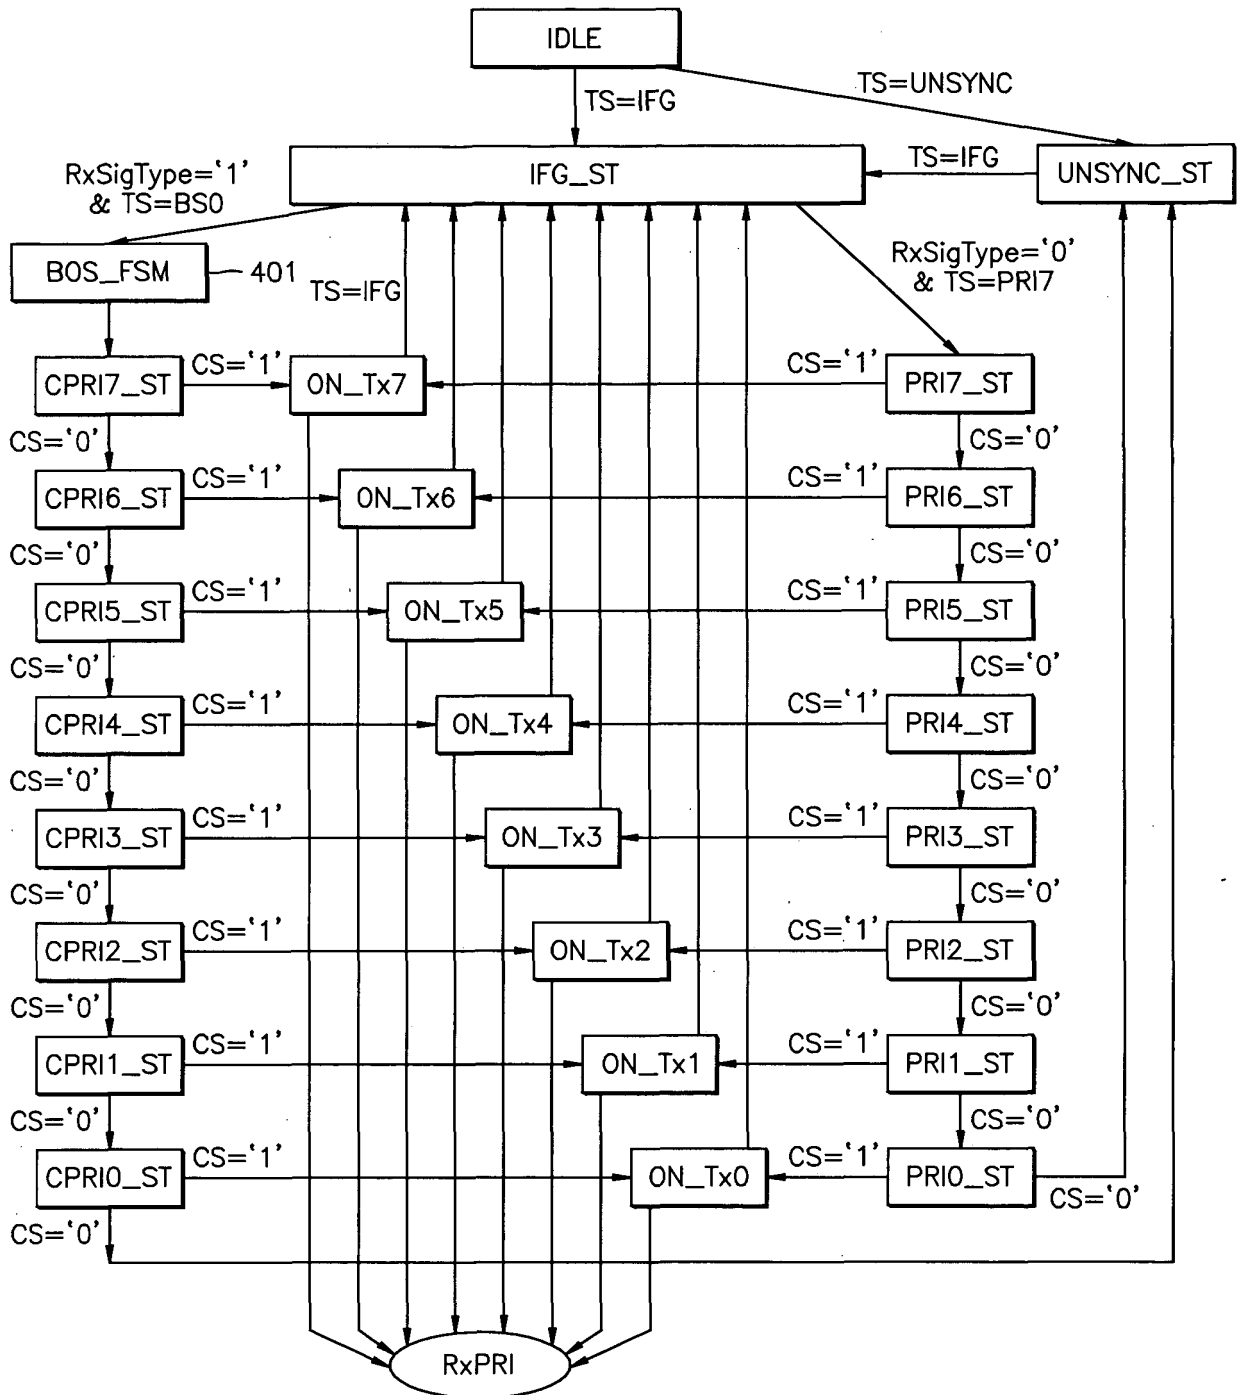 IDLE
TS=IFG
TS=UNSYNC
RxSigType=‘1’
& TS=BS0
IFG_ST
TS=IFG
UNSYNC_ST
BOS_FSM
401
TS=IFG
RxSigType=‘0’
& TS=PRI7
CPRI7_ST
CS=‘1’
ON_Tx7
CS=‘1’
PRI7_ST
CS=‘0’
CS=‘0’
CPRI6_ST
CS=‘1’
ON_Tx6
CS=‘1’
PRI6_ST
CS=‘0’
CS=‘0’
CPRI5_ST
CS=‘1’
ON_Tx5
CS=‘1’
PRI5_ST
CS=‘0’
CS=‘0’
CPRI4_ST
CS=‘1’
ON_Tx4
CS=‘1’
PRI4_ST
CS=‘0’
CS=‘0’
CPRI3_ST
CS=‘1’
ON_Tx3
CS=‘1’
PRI3_ST
CS=‘0’
CS=‘0’
CPRI2_ST
CS=‘1’
ON_Tx2
CS=‘1’
PRI2_ST
CS=‘0’
CS=‘0’
CPRI1_ST
CS=‘1’
ON_Tx1
CS=‘1’
PRI1_ST
CS=‘0’
CS=‘0’
CPRI0_ST
CS=‘1’
ON_Tx0
CS=‘1’
PRI0_ST
CS=‘0’
CS=‘0’
RxPRI